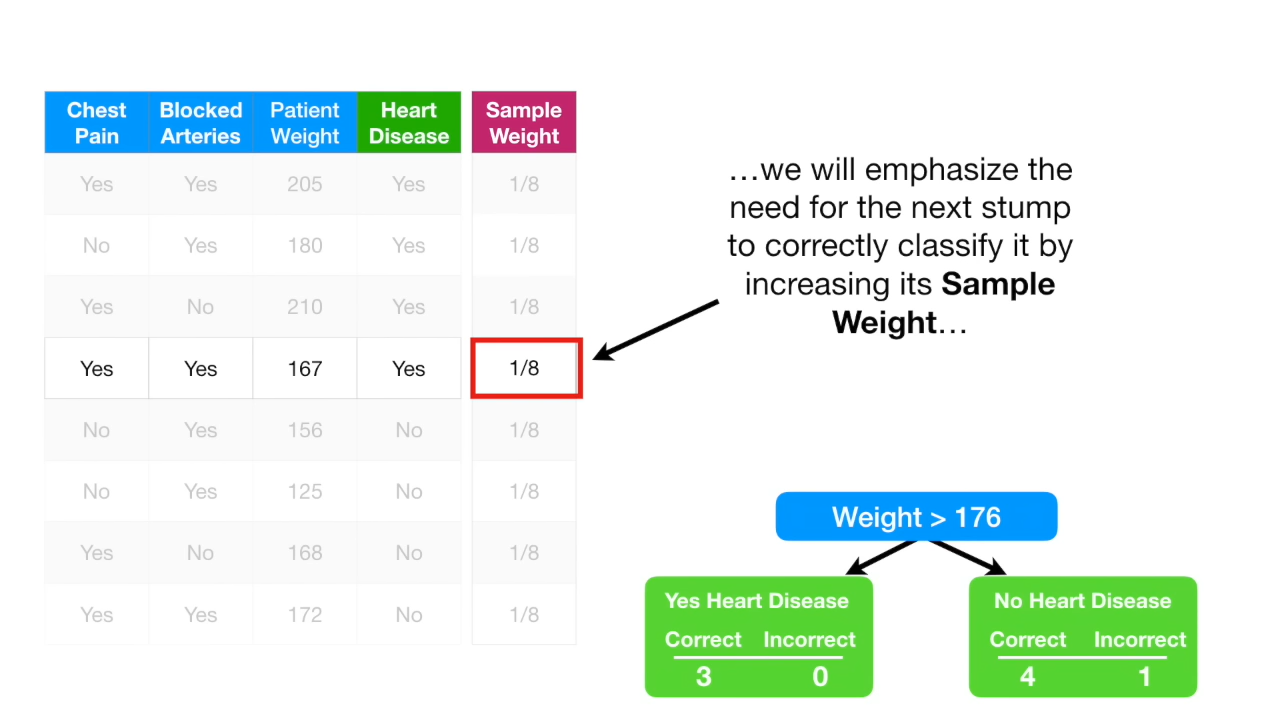 Chest Pain Blocked Arteries Patient Weight Heart Disease Sample Weight
Yes Yes 205 Yes 1/8
No Yes 180 Yes 1/8
Yes No 210 Yes 1/8
Yes Yes 167 Yes 1/8
No Yes 156 No 1/8
No Yes 125 No 1/8
Yes No 168 No 1/8
Yes Yes 172 No 1/8
…we will emphasize the
need for the next stump
to correctly classify it by
increasing its Sample
Weight…
Weight > 176
Yes Heart Disease
Correct Incorrect
3 0
No Heart Disease
Correct Incorrect
4 1